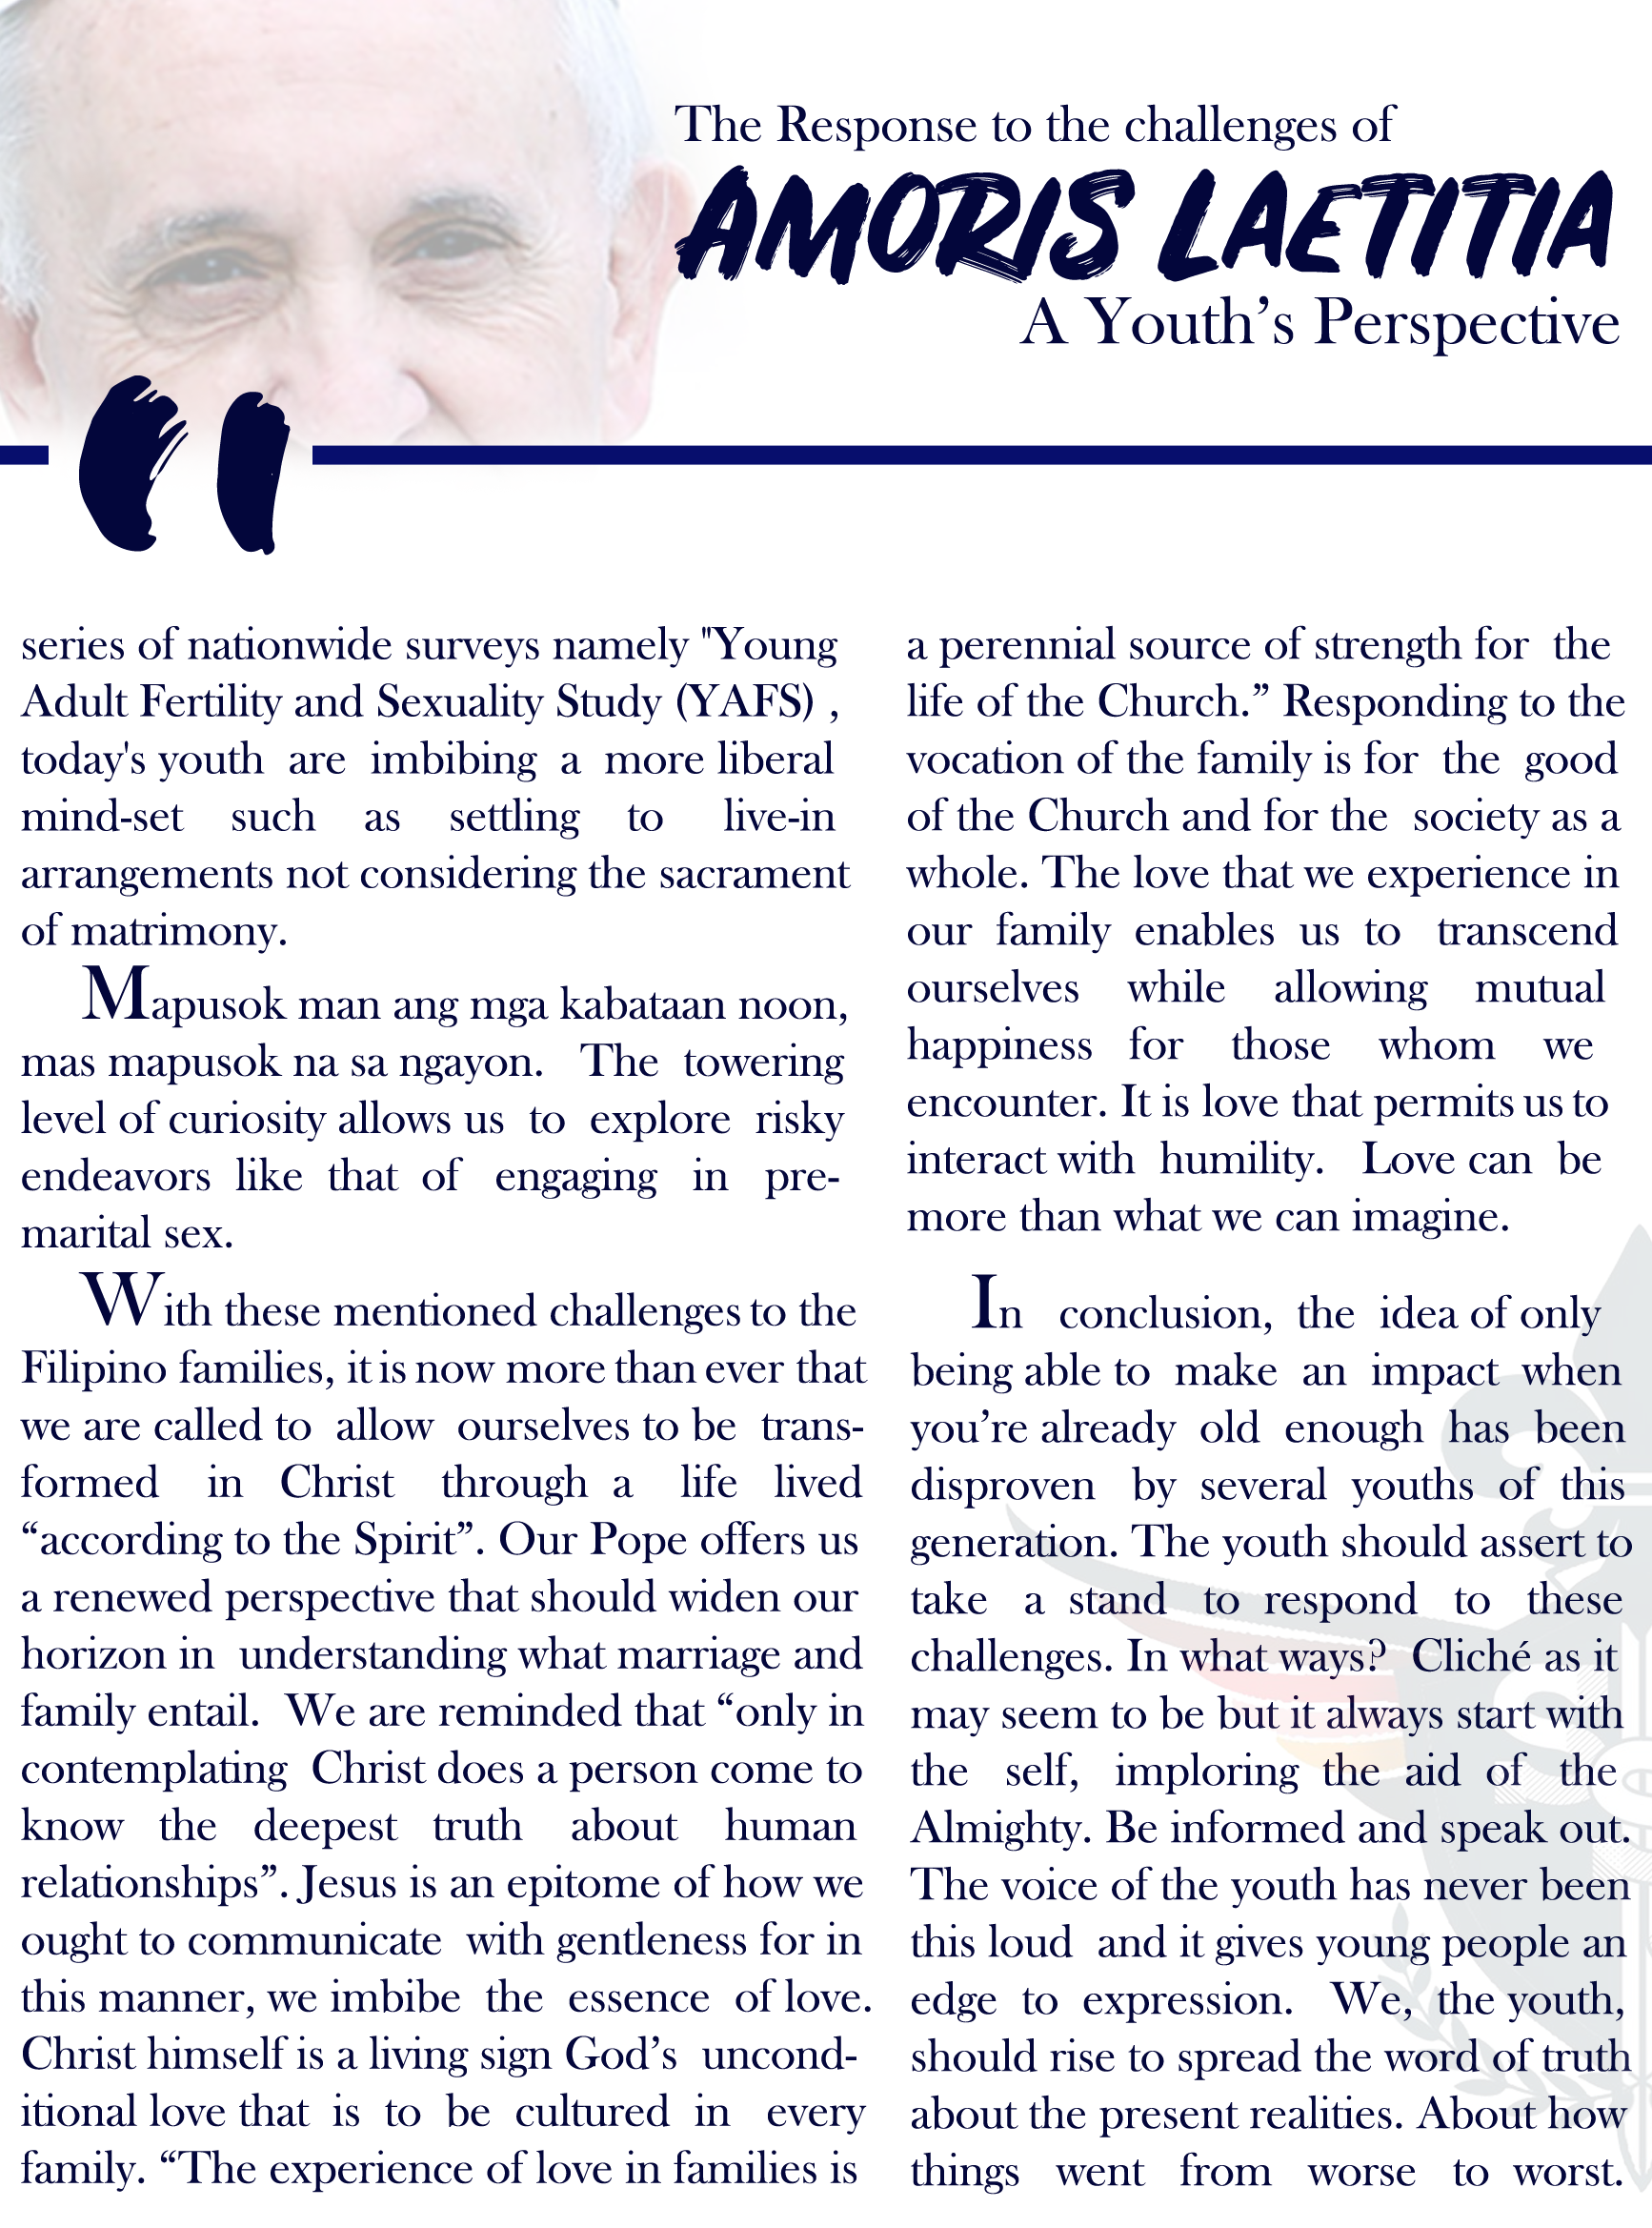 The Response to the challenges of
AMORIS LAETITIA
A Youth's Perspective
series of nationwide surveys namely "Young
Adult Fertility and Sexuality Study (YAFS) ,
today's youth are imbibing a more liberal
mind-set such as settling to live-in
arrangements not considering the sacrament
of matrimony.
Mapusok man ang mga kabataan noon,
mas mapusok na sa ngayon. The towering
level of curiosity allows us to explore risky
endeavors like that of engaging in pre-
marital sex.
With these mentioned challenges to the
Filipino families, it is now more than ever that
we are called to allow ourselves to be trans-
formed in Christ through a life lived
“according to the Spirit”. Our Pope offers us
a renewed perspective that should widen our
horizon in understanding what marriage and
family entail. We are reminded that “only in
contemplating Christ does a person come to
know the deepest truth about human
relationships”. Jesus is an epitome of how we
ought to communicate with gentleness for in
this manner, we imbibe the essence of love.
Christ himself is a living sign God’s uncond-
itional love that is to be cultured in every
family. “The experience of love in families is
a perennial source of strength for the
life of the Church.” Responding to the
vocation of the family is for the good
of the Church and for the society as a
whole. The love that we experience in
our family enables us to transcend
ourselves while allowing mutual
happiness for those whom we
encounter. It is love that permits us to
interact with humility. Love can be
more than what we can imagine.
In conclusion, the idea of only
being able to make an impact when
you’re already old enough has been
disproven by several youths of this
generation. The youth should assert to
take a stand to respond to these
challenges. In what ways? Cliché as it
may seem to be but it always start with
the self, imploring the aid of the
Almighty. Be informed and speak out.
The voice of the youth has never been
this loud and it gives young people an
edge to expression. We, the youth,
should rise to spread the word of truth
about the present realities. About how
things went from worse to worst.